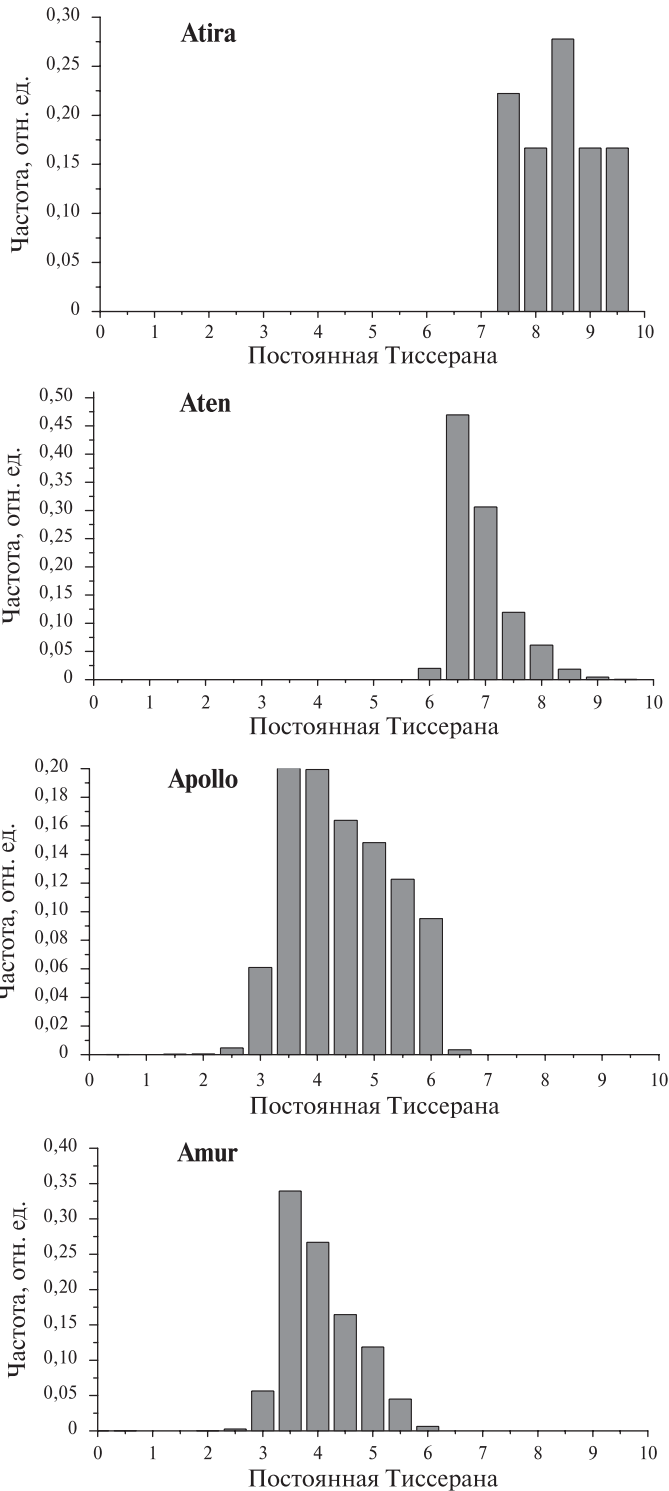 Atira
Частота, отн. ед.
0,30
0,25
0,20
0,15
0,10
0,05
0
0 1 2 3 4 5 6 7 8 9 10
Постоянная Тиссерана
Aten
Частота, отн. ед.
0,50
0,45
0,40
0,35
0,30
0,25
0,20
0,15
0,10
0,05
0
0 1 2 3 4 5 6 7 8 9 10
Постоянная Тиссерана
Apollo
Частота, отн. ед.
0,20
0,18
0,16
0,14
0,12
0,10
0,08
0,06
0,04
0,02
0
0 1 2 3 4 5 6 7 8 9 10
Постоянная Тиссерана
Amur
Частота, отн. ед.
0,40
0,35
0,30
0,25
0,20
0,15
0,10
0,05
0
0 1 2 3 4 5 6 7 8 9 10
Постоянная Тиссерана